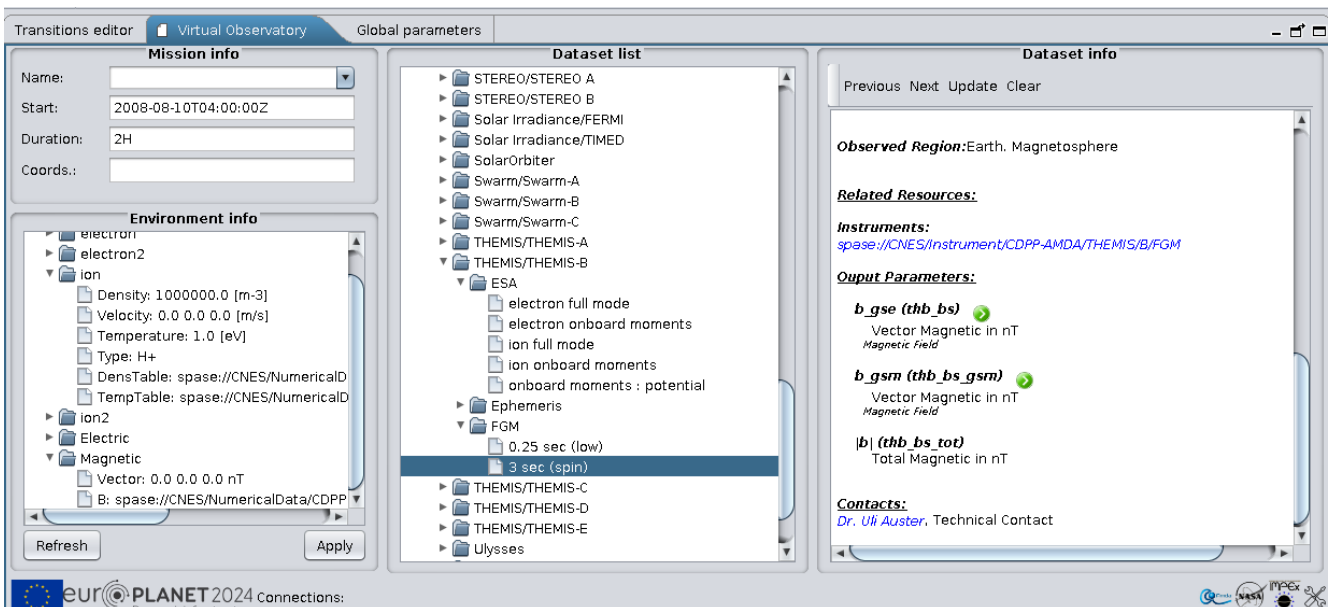 Transitions editor
Virtual Observatory
Global parameters
Mission info
Name:
Start: 2008-08-10T04:00:00Z
Duration: 2H
Coords.:
Environment info
electron
electron2
ion
Density: 1000000.0 [m-3]
Velocity: 0.0 0.0 0.0 [m/s]
Temperature: 1.0 [eV]
Type: H+
DensTable: spase://CNES/NumericalD
TempTable: spase://CNES/NumericalD
ion2
Electric
Magnetic
Vector: 0.0 0.0 0.0 nT
B: spase://CNES/NumericalData/CDPP
Refresh
Apply
Dataset list
STEREO/STEREO A
STEREO/STEREO B
Solar Irradiance/FERMI
Solar Irradiance/TIMED
SolarOrbiter
Swarm/Swarm-A
Swarm/Swarm-B
Swarm/Swarm-C
THEMIS/THEMIS-A
THEMIS/THEMIS-B
ESA
electron full mode
electron onboard moments
ion full mode
ion onboard moments
onboard moments : potential
Ephemeris
FGM
0.25 sec (low)
3 sec (spin)
THEMIS/THEMIS-C
THEMIS/THEMIS-D
THEMIS/THEMIS-E
Ulysses
Dataset info
Previous Next Update Clear
Observed Region:Earth. Magnetosphere
Related Resources:
Instruments:
spase://CNES/Instrument/CDPP-AMDA/THEMIS/B/FGM
Ouput Parameters:
b_gse (thb_bs)
Vector Magnetic in nT
Magnetic Field
b_gsm (thb_bs_gsm)
Vector Magnetic in nT
Magnetic Field
|b| (thb_bs_tot)
Total Magnetic in nT
Contacts:
Dr. Uli Auster, Technical Contact
europlanet 2024 Connections:
NASA
impex